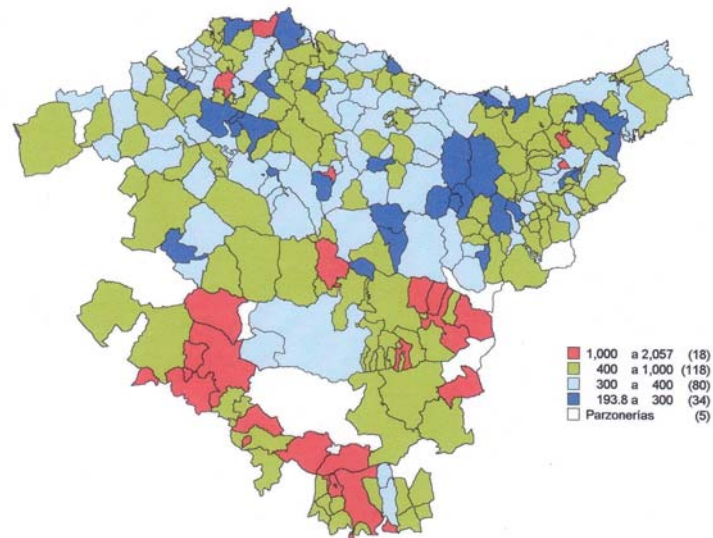 1,000 a 2,057 (18)
400 a 1,000 (118)
300 a 400 (80)
193.8 a 300 (34)
Parzonerías (5)